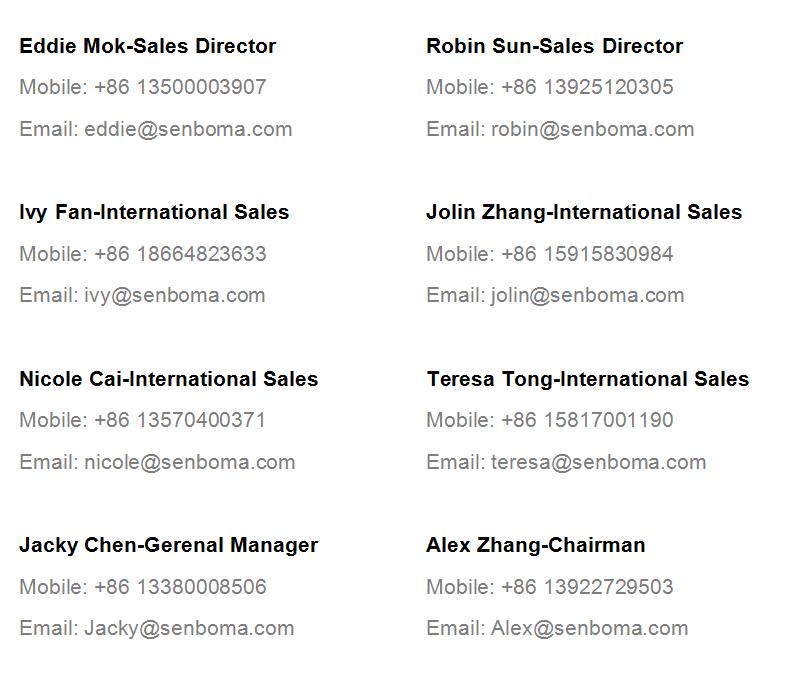 Eddie Mok-Sales Director
Mobile: +86 13500003907
Email: eddie@senboma.com
Robin Sun-Sales Director
Mobile: +86 13925120305
Email: robin@senboma.com
Ivy Fan-International Sales
Mobile: +86 18664823633
Email: ivy@senboma.com
Jolin Zhang-International Sales
Mobile: +86 15915830984
Email: jolin@senboma.com
Nicole Cai-International Sales
Mobile: +86 13570400371
Email: nicole@senboma.com
Teresa Tong-International Sales
Mobile: +86 15817001190
Email: teresa@senboma.com
Jacky Chen-Gerenal Manager
Mobile: +86 13380008506
Email: Jacky@senboma.com
Alex Zhang-Chairman
Mobile: +86 13922729503
Email: Alex@senboma.com